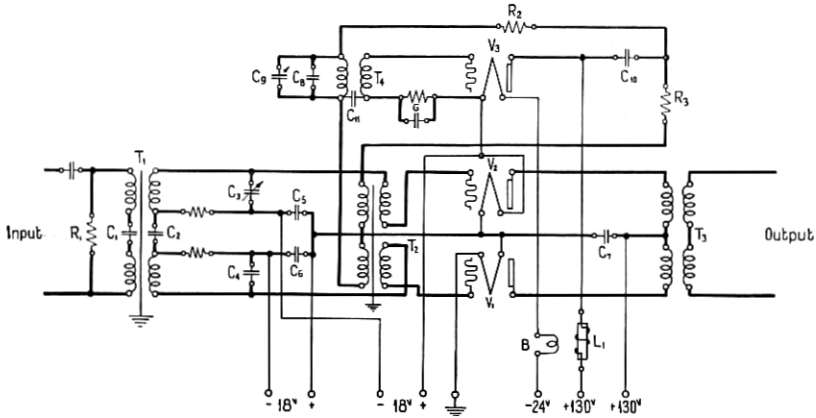 R₂
V₃
C₉ C₈ T₄ C₁₀
C₁₁ G R₃
T₁ V₂
C₃ C₅
Input R₁ C₁ C₂ C₇ T₃ Output
C₄ C₆ T₂ V₁
B L₁
- 18ᵛ + - 18ᵛ + -24ᵛ +130ᵛ +130ᵛ